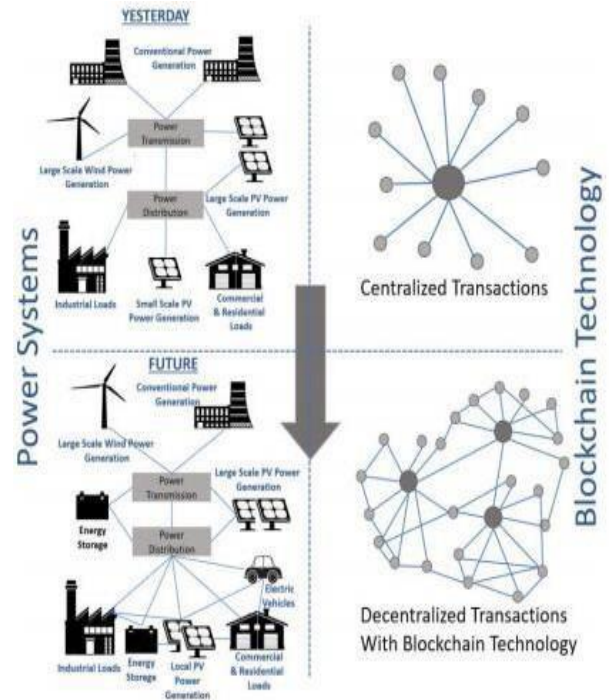 YESTERDAY
Conventional Power
Generation
Power
Transmission
Large Scale Wind Power
Generation
Power
Distribution
Large Scale PV Power
Generation
Industrial Loads
Small Scale PV
Power Generation
Commercial
& Residential
Loads
Power Systems
Centralized Transactions
Blockchain Technology
FUTURE
Conventional Power
Generation
Large Scale Wind Power
Generation
Large Scale PV Power
Generation
Power
Transmission
Energy
Storage
Power
Distribution
Electric
Vehicles
Industrial Loads
Energy
Storage
Local PV
Power
Generation
Commercial
& Residential
Loads
Decentralized Transactions
With Blockchain Technology